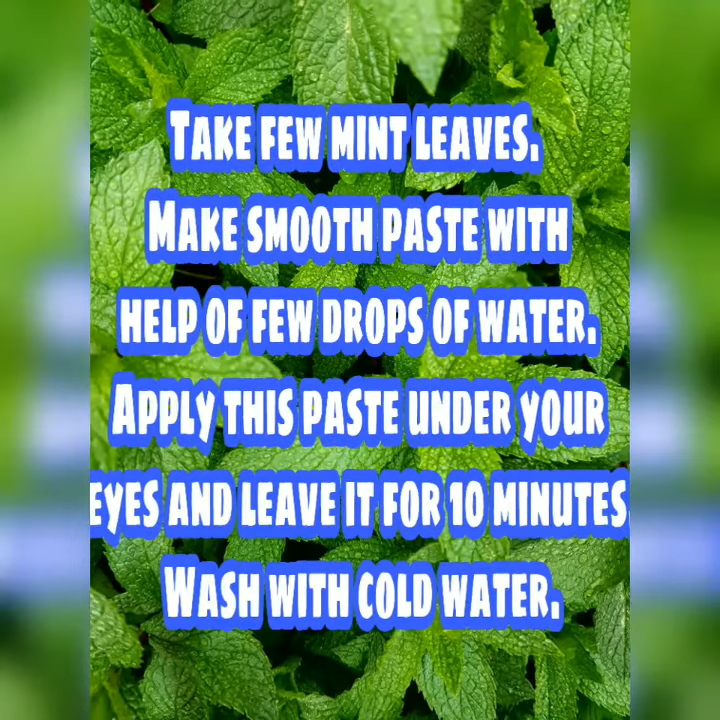 Take few mint leaves.
Make smooth paste with
help of few drops of water.
Apply this paste under your
eyes and leave it for 10 minutes.
Wash with cold water.